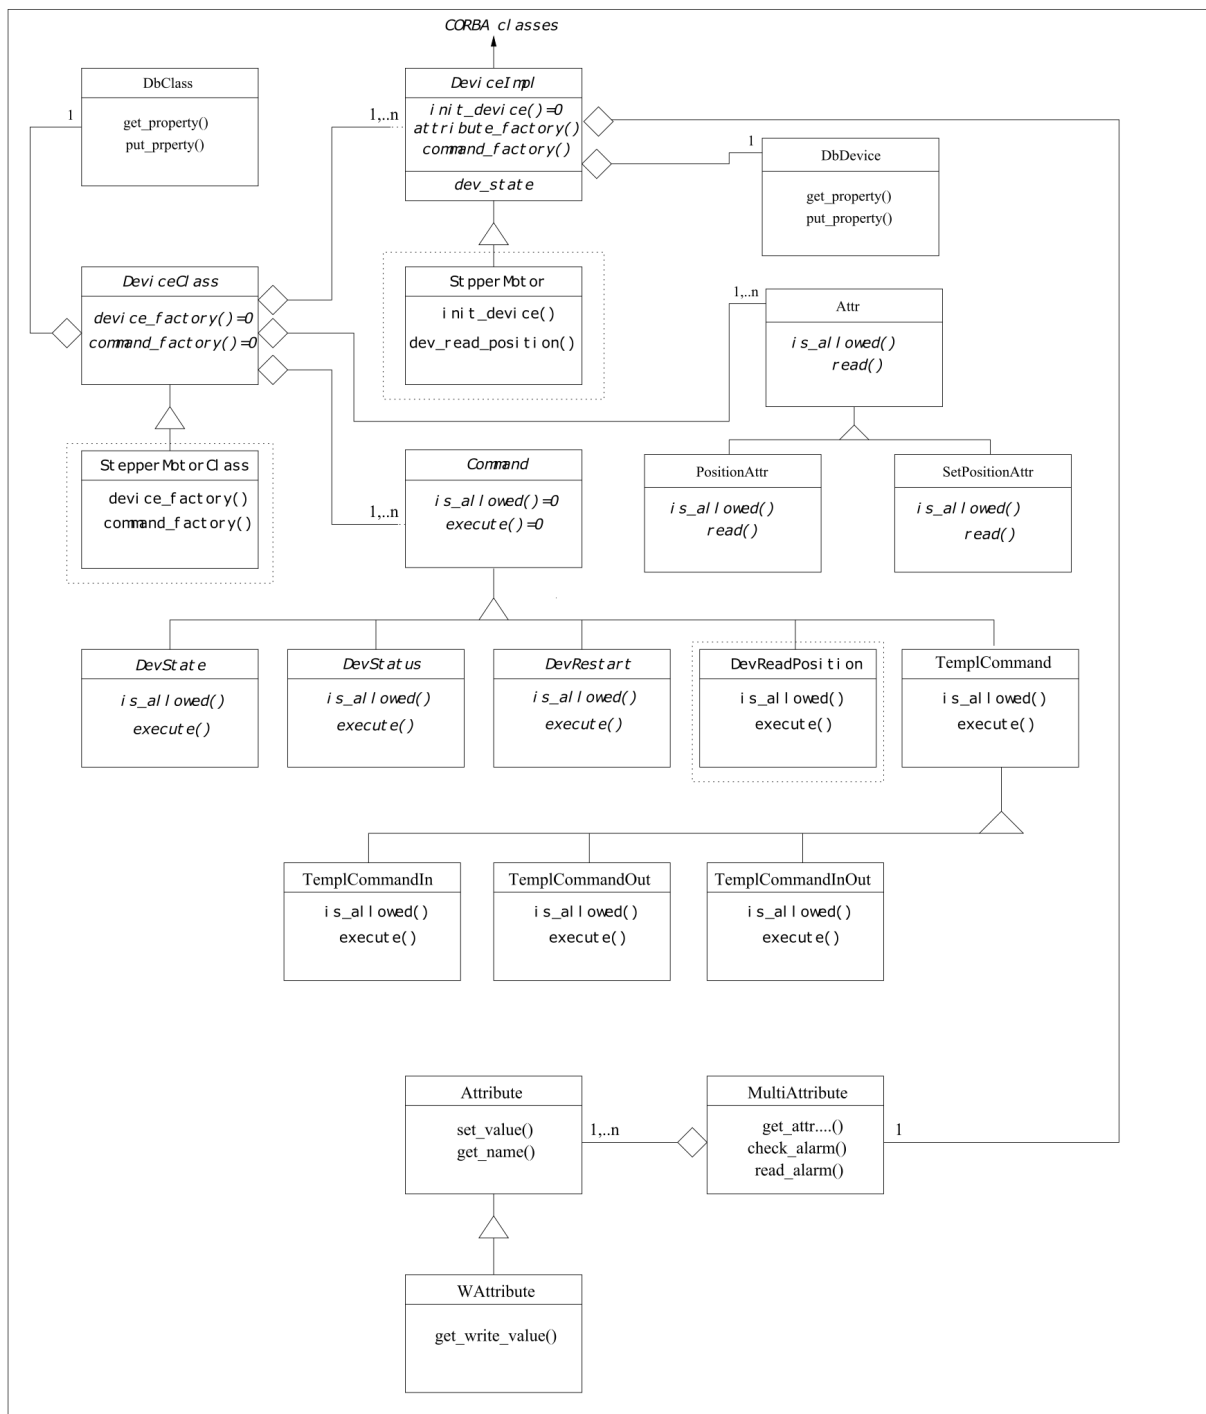 CORBA classes
DbClass
get_property()
put_prperty()
1
1,..n
DeviceImpl
init_device()=0
attribute_factory()
command_factory()
dev_state
1
DbDevice
get_property()
put_property()
DeviceClass
device_factory()=0
command_factory()=0
StpperMotor
init_device()
dev_read_position()
1,..n
Attr
is_allowed()
read()
StepperMotorClass
device_factory()
command_factory()
1,..n
Command
is_allowed()=0
execute()=0
PositionAttr
is_allowed()
read()
SetPositionAttr
is_allowed()
read()
DevState
is_allowed()
execute()
DevStatus
is_allowed()
execute()
DevRestart
is_allowed()
execute()
DevReadPosition
is_allowed()
execute()
TemplCommand
is_allowed()
execute()
TemplCommandIn
is_allowed()
execute()
TemplCommandOut
is_allowed()
execute()
TemplCommandInOut
is_allowed()
execute()
Attribute
set_value()
get_name()
1,..n
MultiAttribute
get_attr....()
check_alarm()
read_alarm()
1
WAttribute
get_write_value()